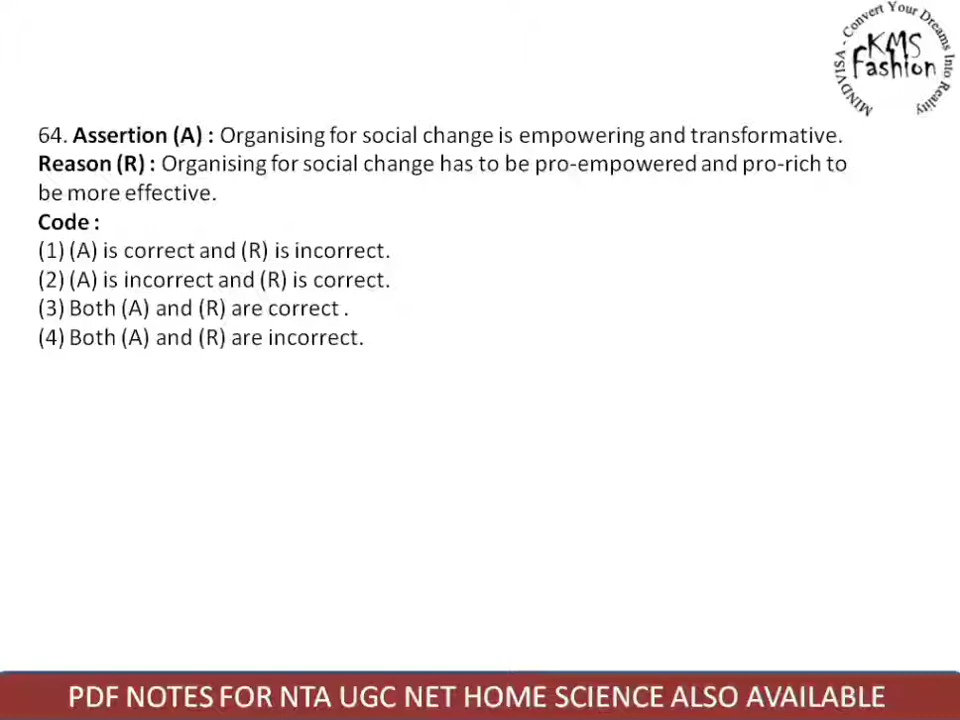 MINDVISA - Convert Your Dreams Into Reality
KMS
Fashion
64. Assertion (A) : Organising for social change is empowering and transformative.
Reason (R) : Organising for social change has to be pro-empowered and pro-rich to
be more effective.
Code :
(1) (A) is correct and (R) is incorrect.
(2) (A) is incorrect and (R) is correct.
(3) Both (A) and (R) are correct .
(4) Both (A) and (R) are incorrect.
PDF NOTES FOR NTA UGC NET HOME SCIENCE ALSO AVAILABLE